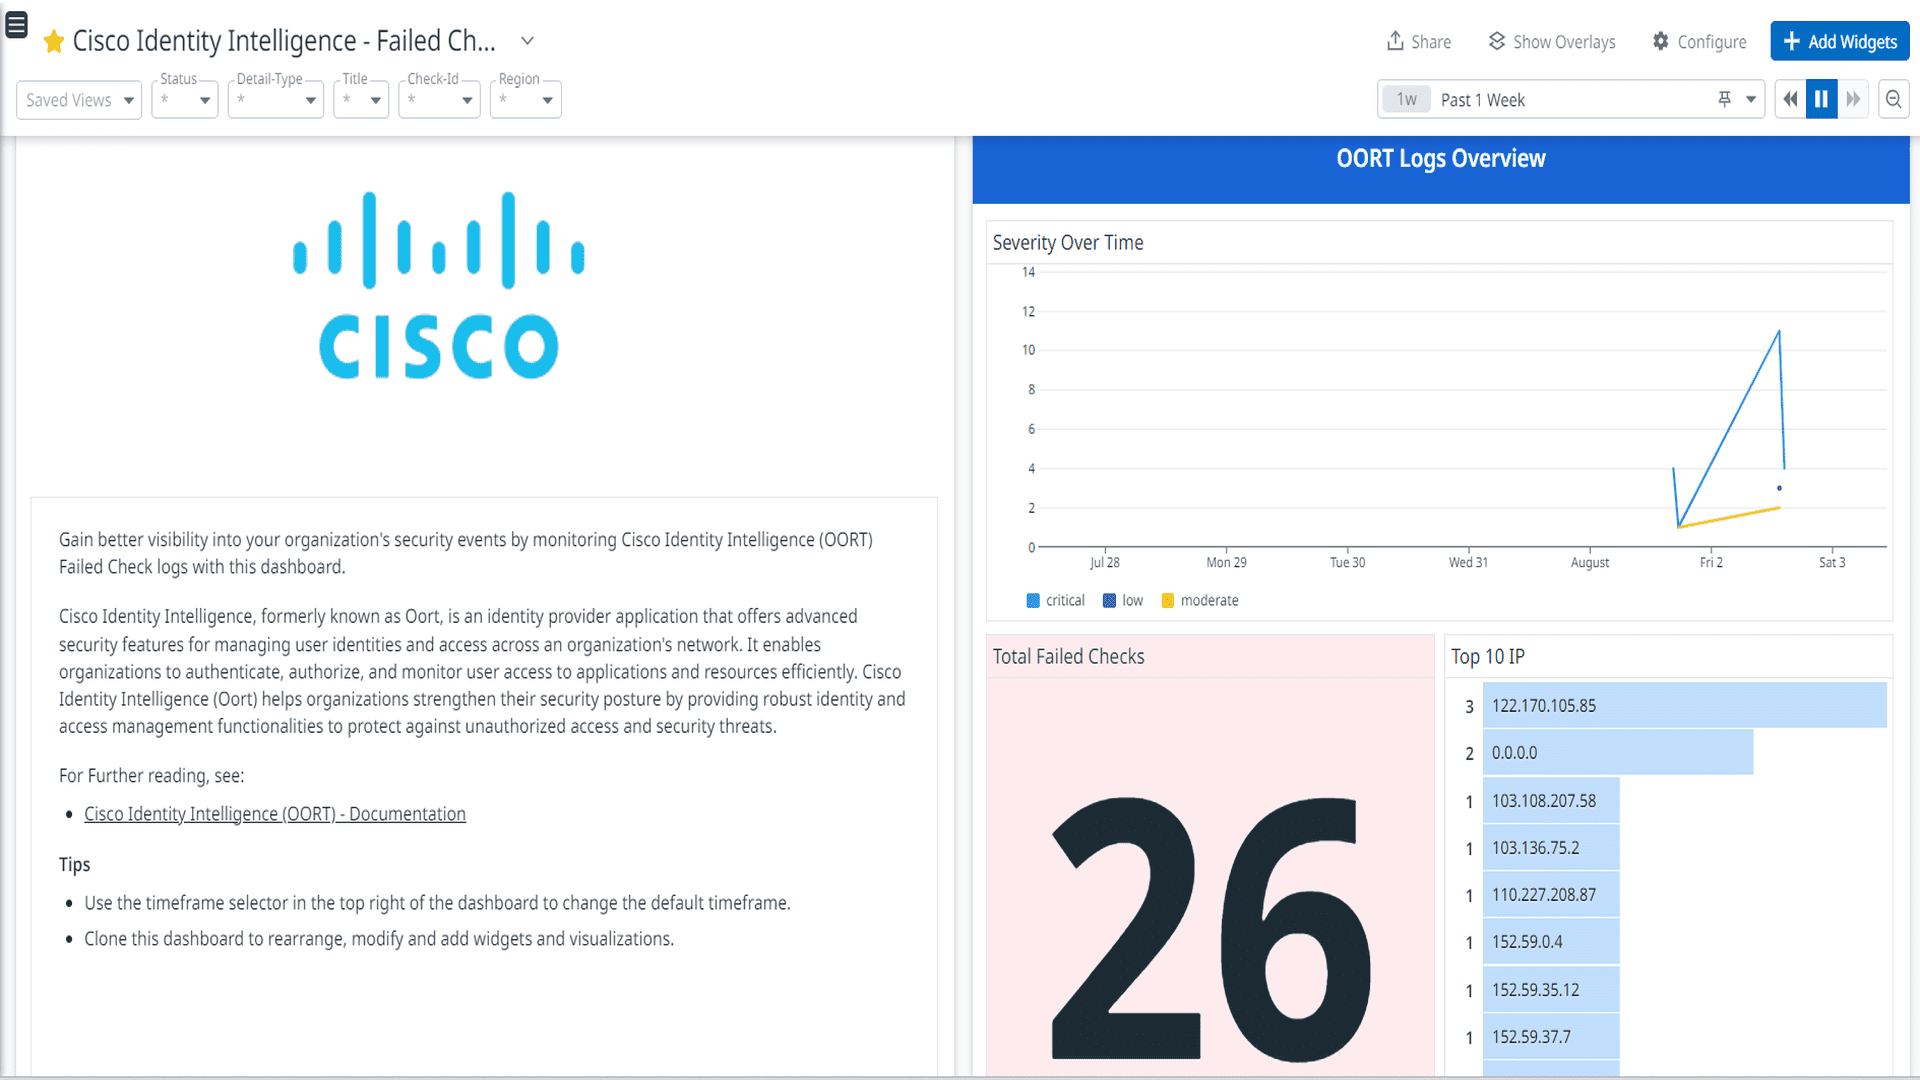 Cisco Identity Intelligence - Failed Ch...
Share
Show Overlays
Configure
Add Widgets
Saved Views
Status
*
Detail-Type
*
Title
*
Check-Id
*
Region
*
1w Past 1 Week
CISCO
Gain better visibility into your organization's security events by monitoring Cisco Identity Intelligence (OORT)
Failed Check logs with this dashboard.
Cisco Identity Intelligence, formerly known as Oort, is an identity provider application that offers advanced
security features for managing user identities and access across an organization's network. It enables
organizations to authenticate, authorize, and monitor user access to applications and resources efficiently. Cisco
Identity Intelligence (Oort) helps organizations strengthen their security posture by providing robust identity and
access management functionalities to protect against unauthorized access and security threats.
For Further reading, see:
Cisco Identity Intelligence (OORT) - Documentation
Tips
Use the timeframe selector in the top right of the dashboard to change the default timeframe.
Clone this dashboard to rearrange, modify and add widgets and visualizations.
OORT Logs Overview
Severity Over Time
14
12
10
8
6
4
2
0
Jul 28 Mon 29 Tue 30 Wed 31 August Fri 2 Sat 3
critical low moderate
Total Failed Checks
26
Top 10 IP
3 122.170.105.85
2 0.0.0.0
1 103.108.207.58
1 103.136.75.2
1 110.227.208.87
1 152.59.0.4
1 152.59.35.12
1 152.59.37.7